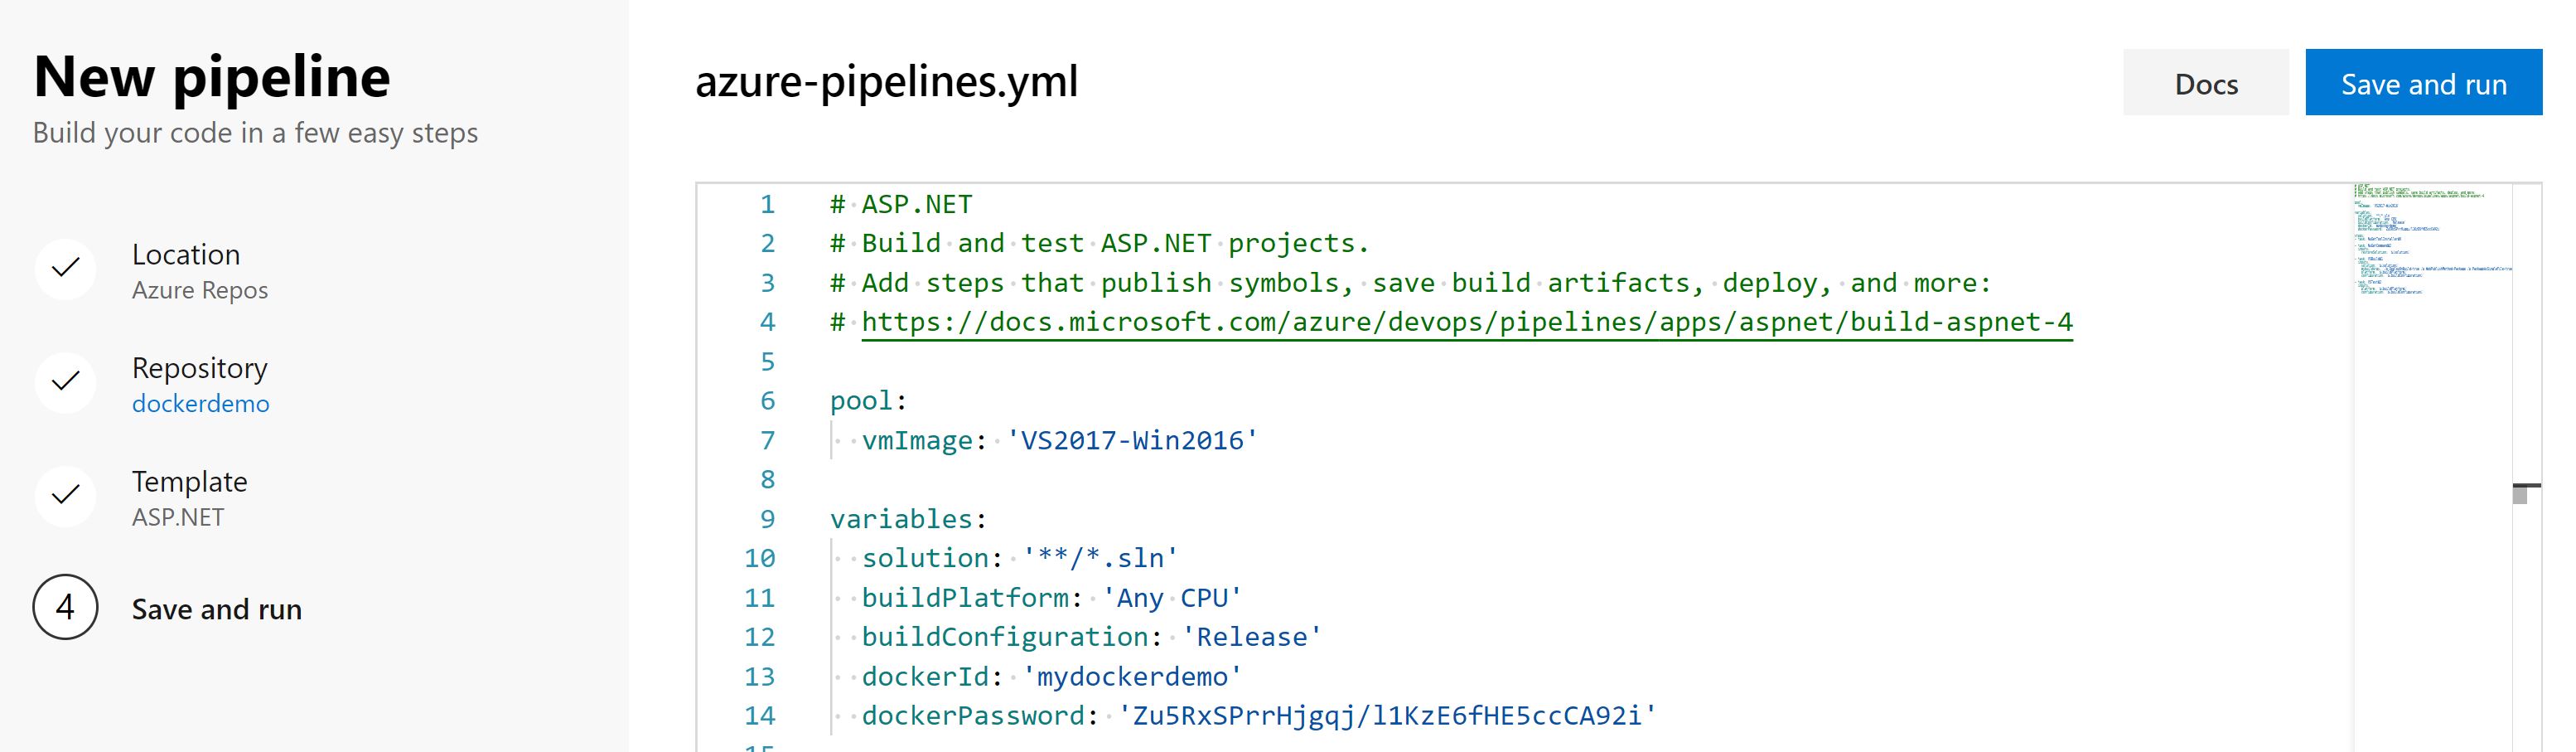 New pipeline
Build your code in a few easy steps
Location
Azure Repos
Repository
dockerdemo
Template
ASP.NET
4 Save and run
azure-pipelines.yml
Docs
Save and run
1 # ASP.NET
2 # Build and test ASP.NET projects.
3 # Add steps that publish symbols, save build artifacts, deploy, and more:
4 # https://docs.microsoft.com/azure/devops/pipelines/apps/aspnet/build-aspnet-4
5
6 pool:
7   vmImage: 'VS2017-Win2016'
8
9 variables:
10   solution: '**/*.sln'
11   buildPlatform: 'Any CPU'
12   buildConfiguration: 'Release'
13   dockerId: 'mydockerdemo'
14   dockerPassword: 'Zu5RxSPrrHjgqj/l1KzE6fHE5ccCA92i'
15